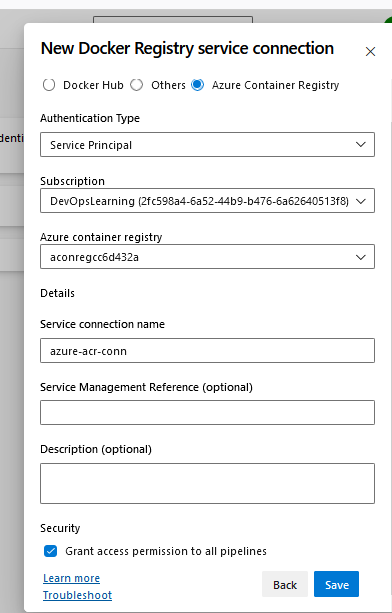 New Docker Registry service connection
Docker Hub Others Azure Container Registry
Authentication Type
Service Principal
Subscription
DevOpsLearning (2fc598a4-6a52-44b9-b476-6a62640513f8)
Azure container registry
aconregcc6d432a
Details
Service connection name
azure-acr-conn
Service Management Reference (optional)
Description (optional)
Security
Grant access permission to all pipelines
Learn more
Troubleshoot
Back
Save